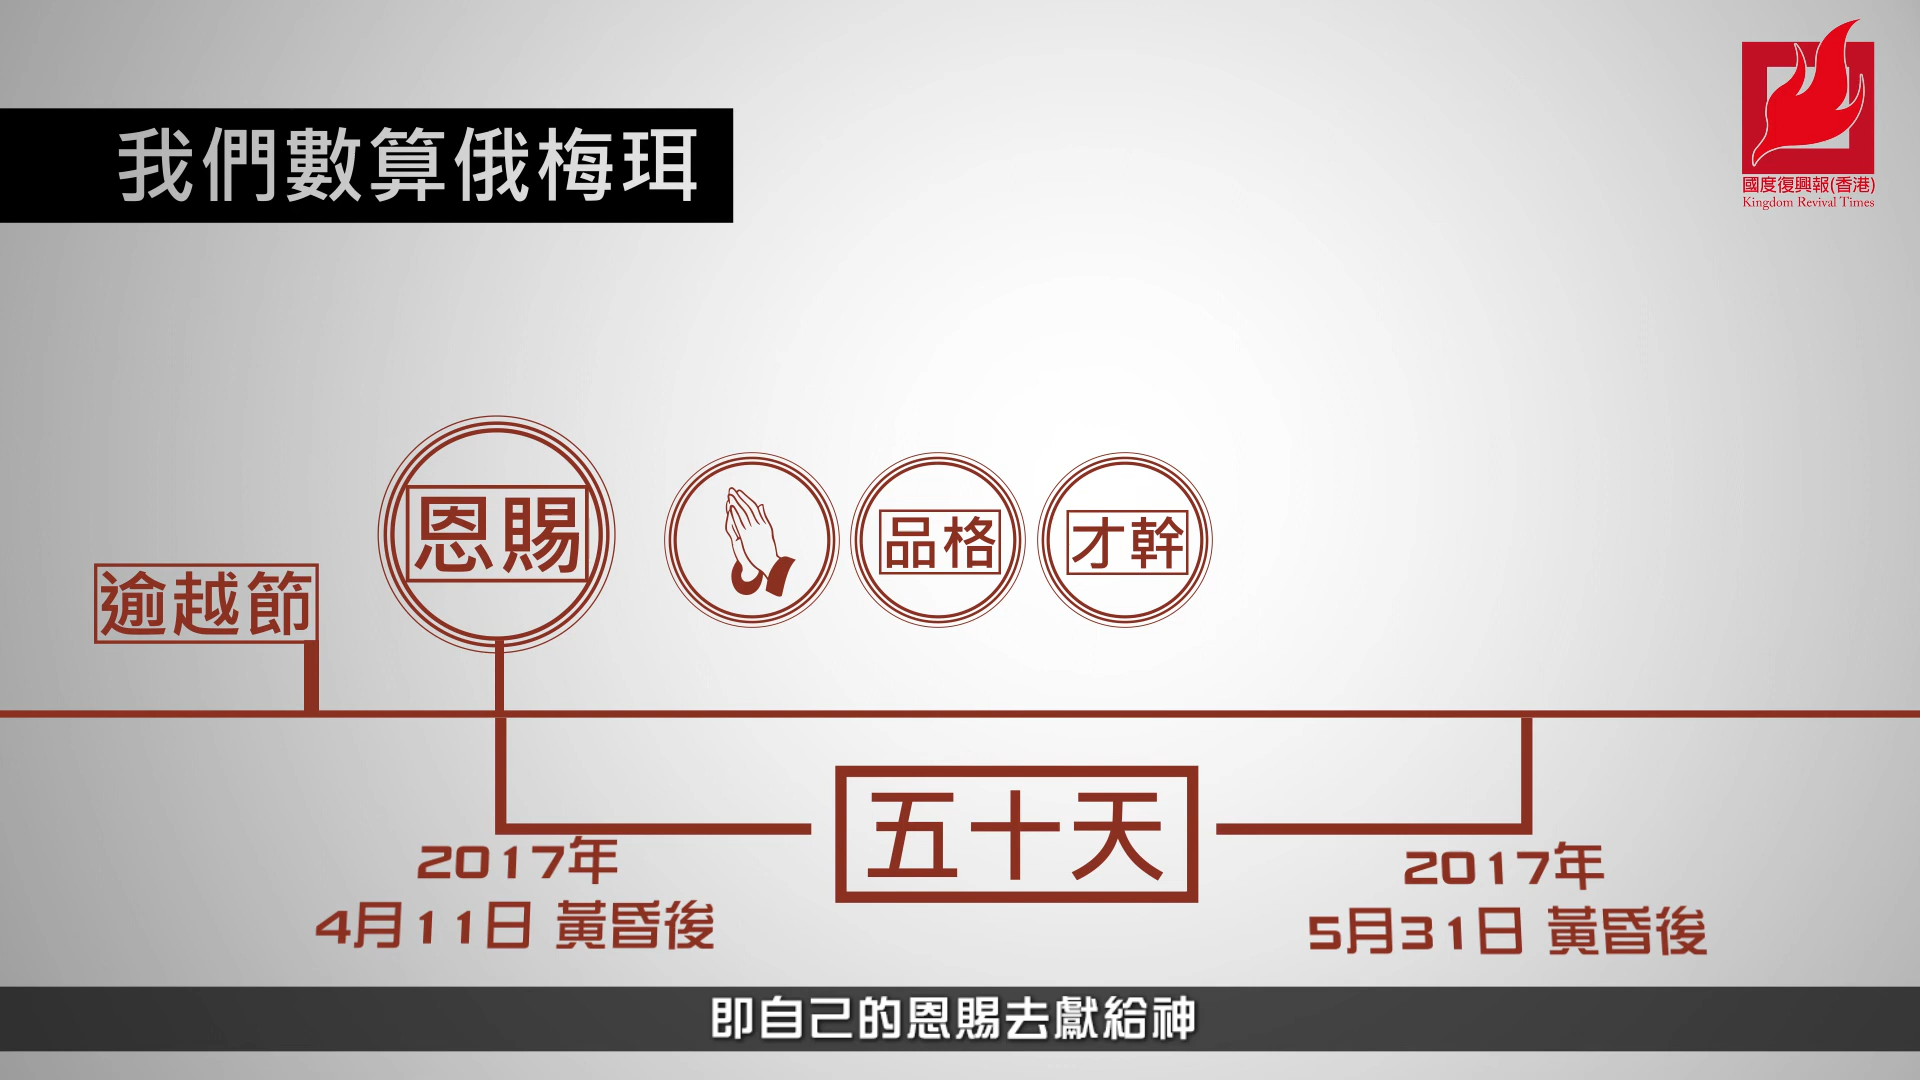 我們數算俄梅珥
國度復興報(香港)
Kingdom Revival Times
恩賜
品格
才幹
逾越節
五十天
2017年
4月11日 黃昏後
2017年
5月31日 黃昏後
即自己的恩賜去獻給神